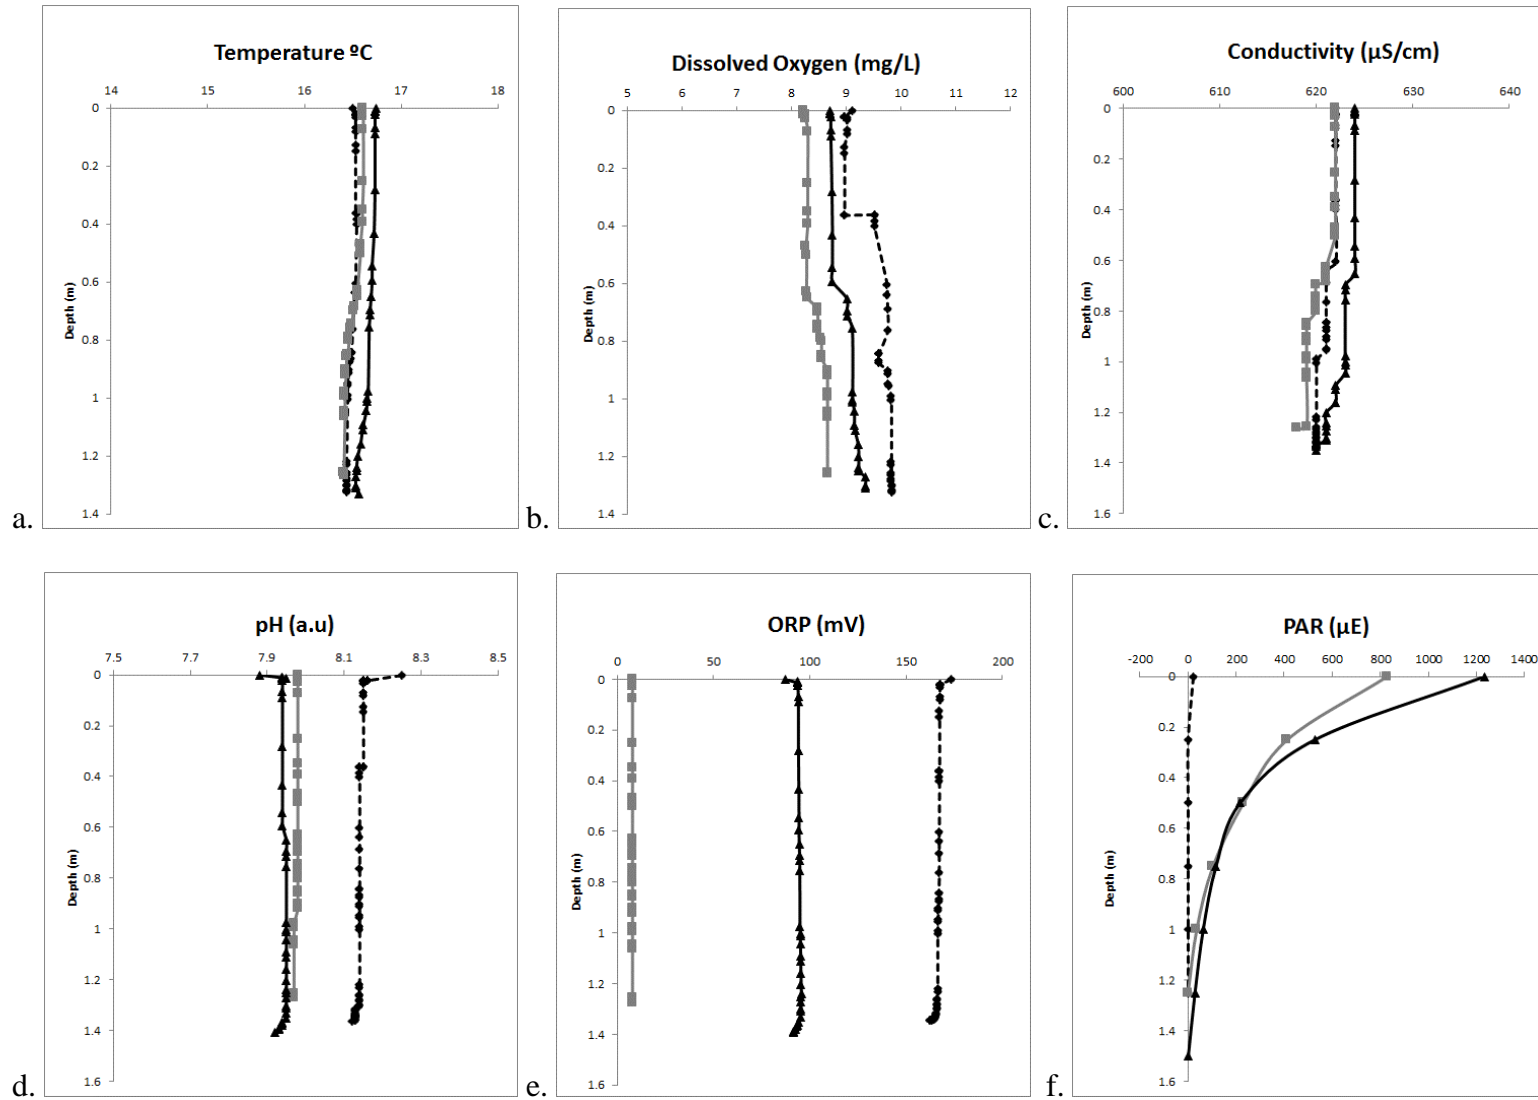 Temperature ºC
14 15 16 17 18
0
0.2
0.4
0.6
0.8
1
1.2
1.4
Depth (m)
a.
Dissolved Oxygen (mg/L)
5 6 7 8 9 10 11 12
0
0.2
0.4
0.6
0.8
1
1.2
1.4
Depth (m)
b.
Conductivity (µS/cm)
600 610 620 630 640
0
0.2
0.4
0.6
0.8
1
1.2
1.4
1.6
Depth (m)
c.
pH (a.u)
7.5 7.7 7.9 8.1 8.3 8.5
0
0.2
0.4
0.6
0.8
1
1.2
1.4
1.6
Depth (m)
d.
ORP (mV)
0 50 100 150 200
0
0.2
0.4
0.6
0.8
1
1.2
1.4
1.6
Depth (m)
e.
PAR (µE)
-200 0 200 400 600 800 1000 1200 1400
0
0.2
0.4
0.6
0.8
1
1.2
1.4
1.6
Depth (m)
f.